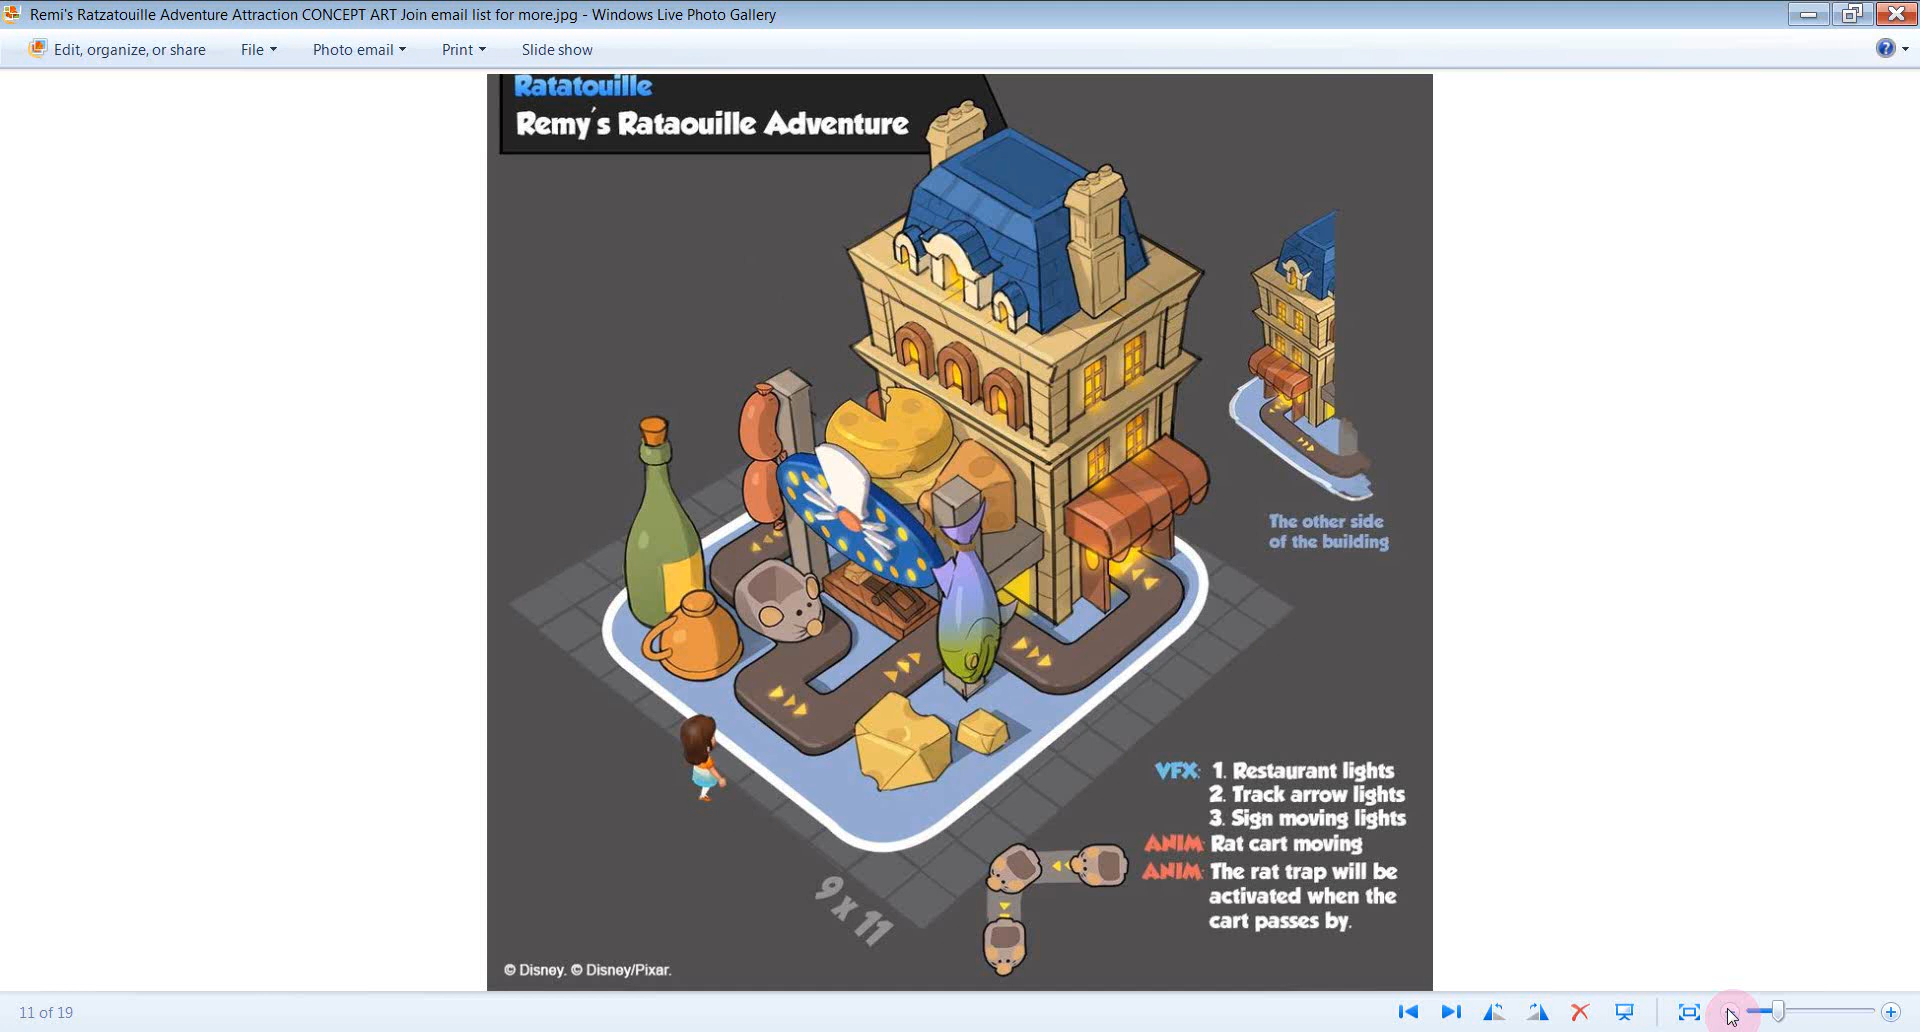 Remi's Ratzatouille Adventure Attraction CONCEPT ART Join email list for more.jpg - Windows Live Photo Gallery
Edit, organize, or share File Photo email Print Slide show
Ratatouille
Remy's Rataouille Adventure
The other side
of the building
VFX: 1. Restaurant lights
2. Track arrow lights
3. Sign moving lights
ANIM: Rat cart moving
ANIM: The rat trap will be
activated when the
cart passes by.
9 x 11
© Disney. © Disney/Pixar.
11 of 19